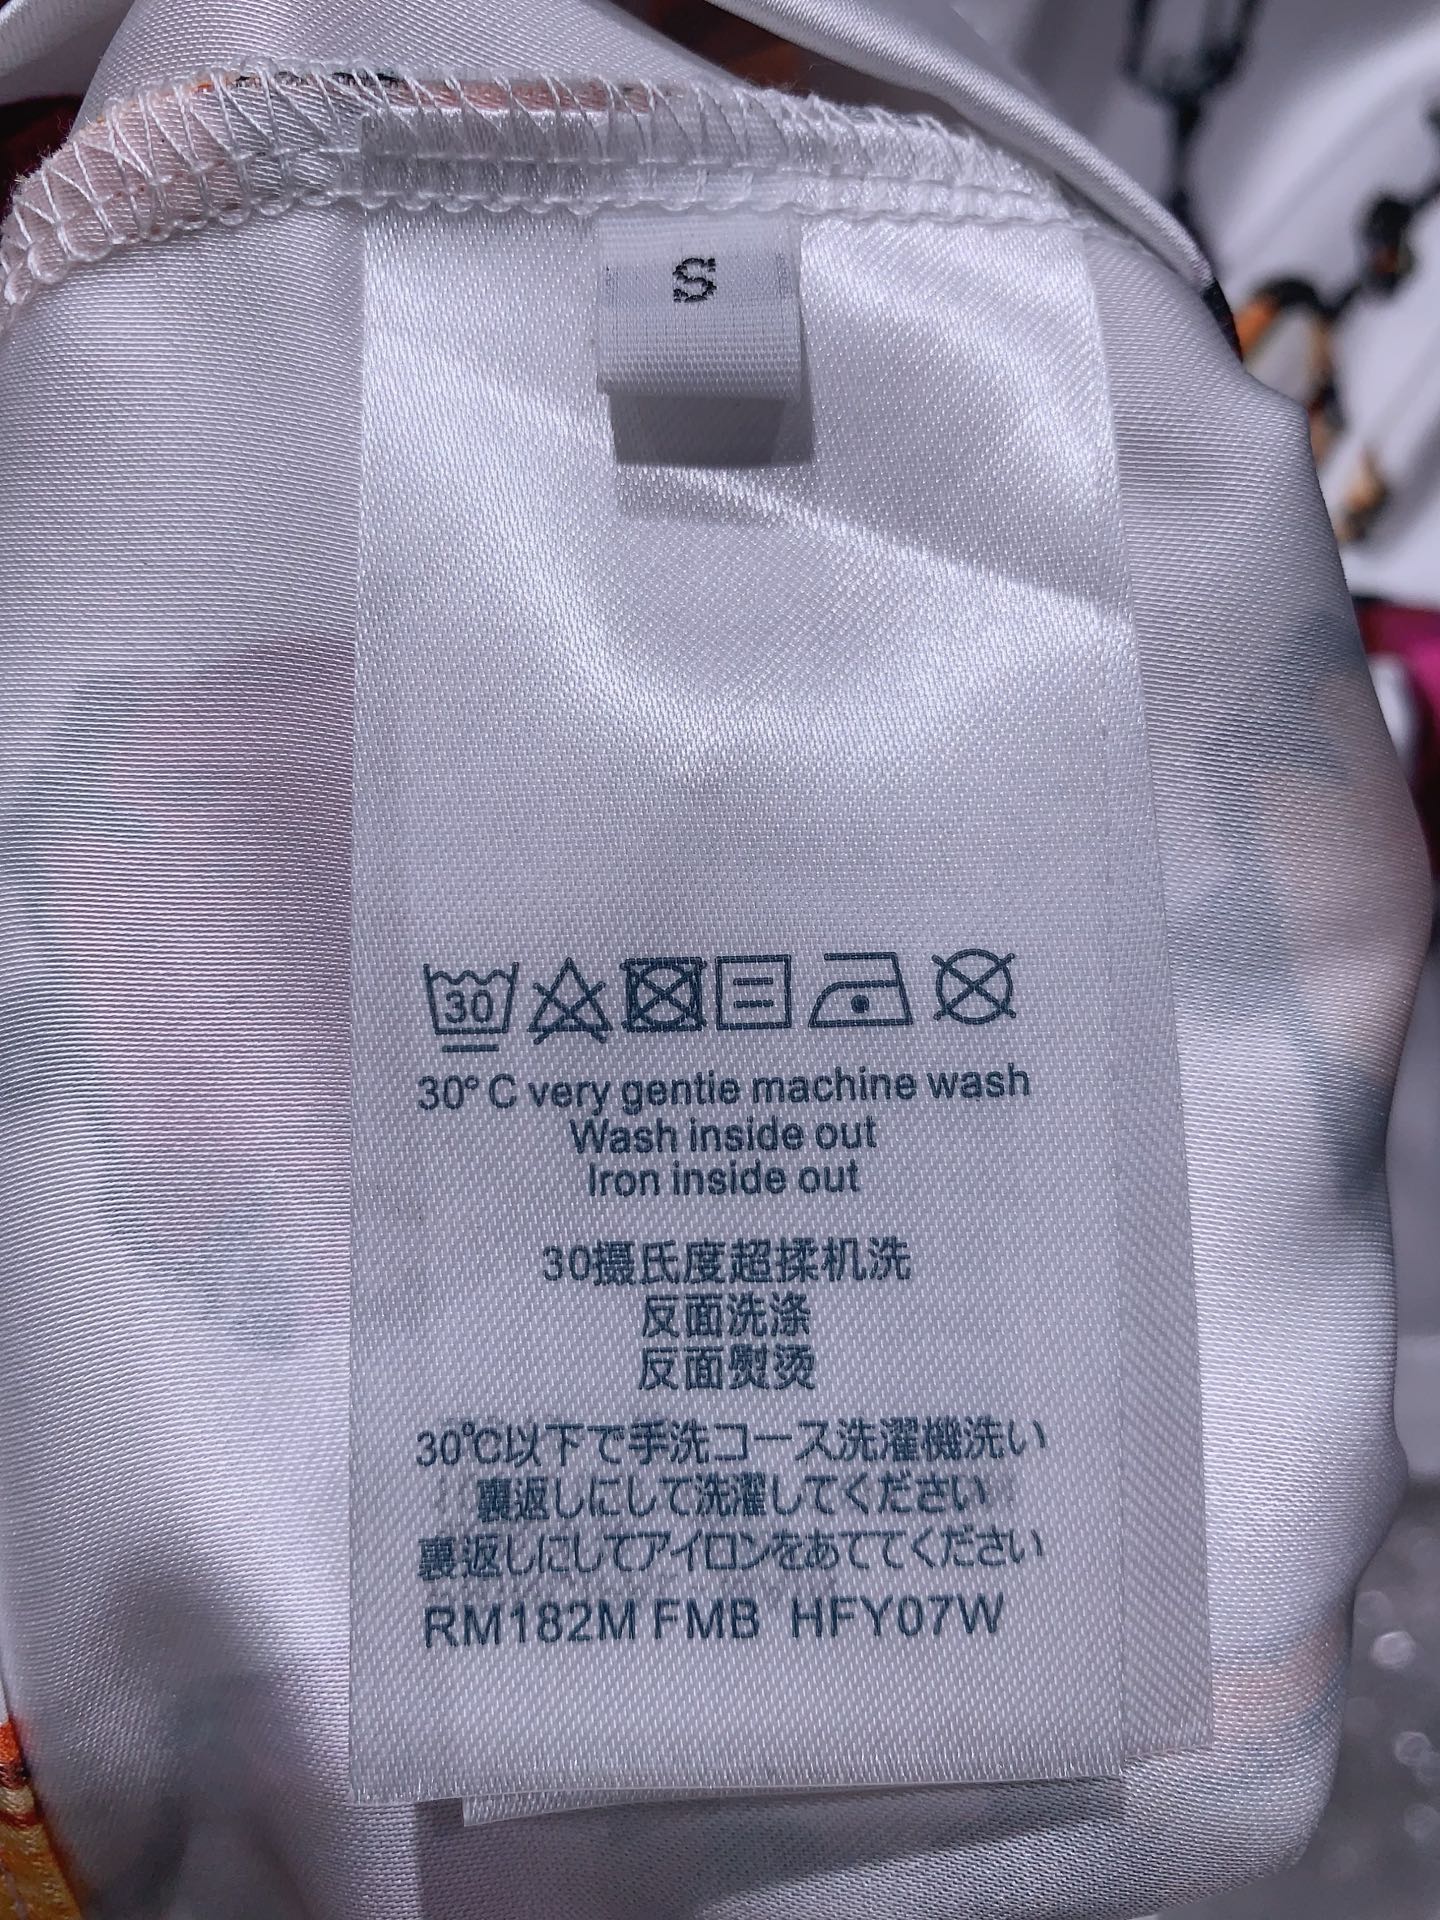 S
30
30°C very gentie machine wash
Wash inside out
Iron inside out
30摄氏度超揉机洗
反面洗涤
反面熨烫
30℃以下で手洗コース洗濯機洗い
裏返しにして洗濯してください
裏返しにしてアイロンをあててください
RM182M FMB HFY07W